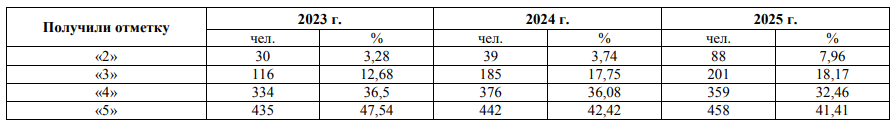 Получили отметку 2023 г. 2024 г. 2025 г.
чел. % чел. % чел. %
«2» 30 3,28 39 3,74 88 7,96
«3» 116 12,68 185 17,75 201 18,17
«4» 334 36,5 376 36,08 359 32,46
«5» 435 47,54 442 42,42 458 41,41